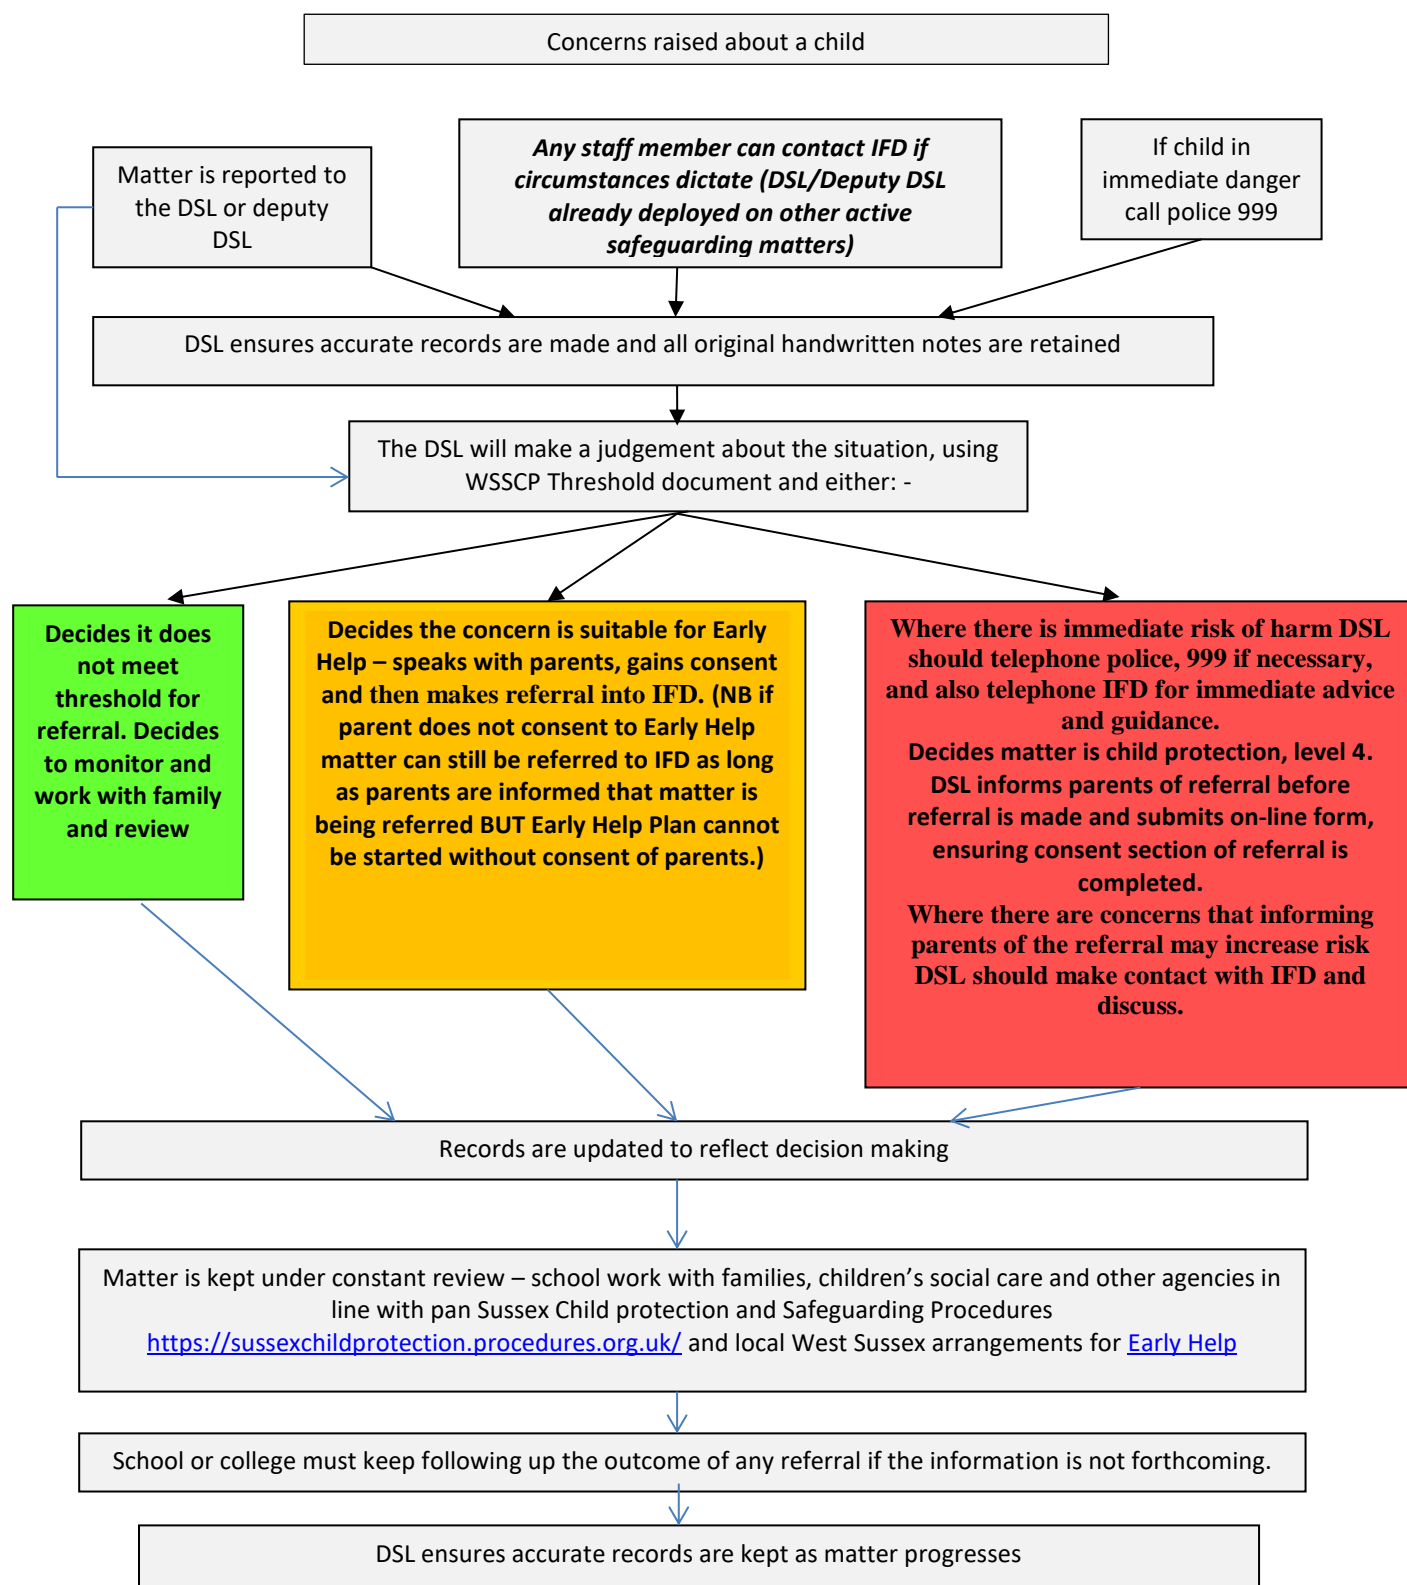 Concerns raised about a child
Matter is reported to
the DSL or deputy
DSL
Any staff member can contact IFD if
circumstances dictate (DSL/Deputy DSL
already deployed on other active
safeguarding matters)
If child in
immediate danger
call police 999
DSL ensures accurate records are made and all original handwritten notes are retained
The DSL will make a judgement about the situation, using
WSSCP Threshold document and either: -
Decides it does
not meet
threshold for
referral. Decides
to monitor and
work with family
and review
Decides the concern is suitable for Early
Help – speaks with parents, gains consent
and then makes referral into IFD. (NB if
parent does not consent to Early Help
matter can still be referred to IFD as long
as parents are informed that matter is
being referred BUT Early Help Plan cannot
be started without consent of parents.)
Where there is immediate risk of harm DSL
should telephone police, 999 if necessary,
and also telephone IFD for immediate advice
and guidance.
Decides matter is child protection, level 4.
DSL informs parents of referral before
referral is made and submits on-line form,
ensuring consent section of referral is
completed.
Where there are concerns that informing
parents of the referral may increase risk
DSL should make contact with IFD and
discuss.
Records are updated to reflect decision making
Matter is kept under constant review – school work with families, children’s social care and other agencies in
line with pan Sussex Child protection and Safeguarding Procedures
https://sussexchildprotection.procedures.org.uk/ and local West Sussex arrangements for Early Help
School or college must keep following up the outcome of any referral if the information is not forthcoming.
DSL ensures accurate records are kept as matter progresses